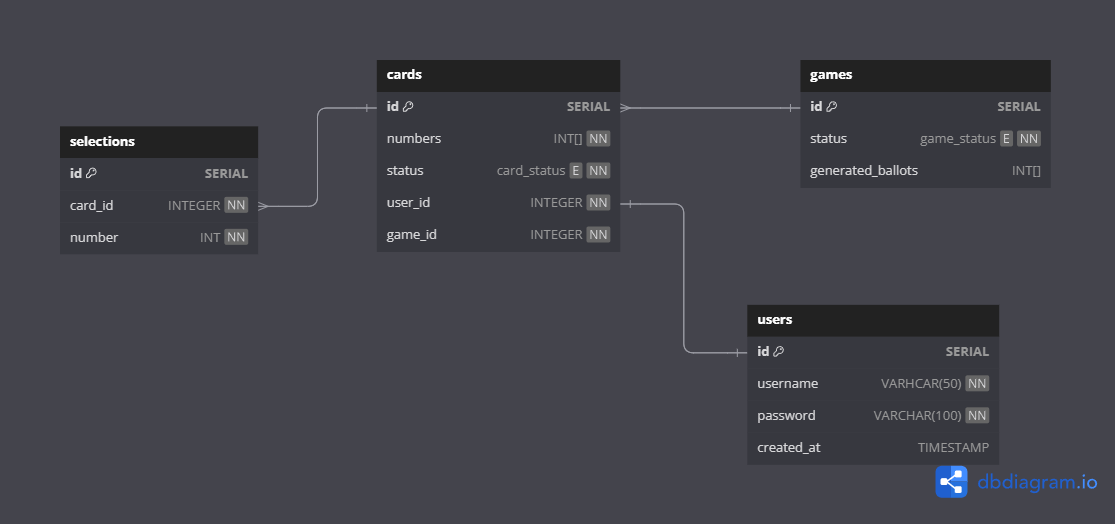 selections
id SERIAL
card_id INTEGER NN
number INT NN
cards
id SERIAL
numbers INT[] NN
status card_status E NN
user_id INTEGER NN
game_id INTEGER NN
games
id SERIAL
status game_status E NN
generated_ballots INT[]
users
id SERIAL
username VARHCAR(50) NN
password VARCHAR(100) NN
created_at TIMESTAMP
dbdiagram.io